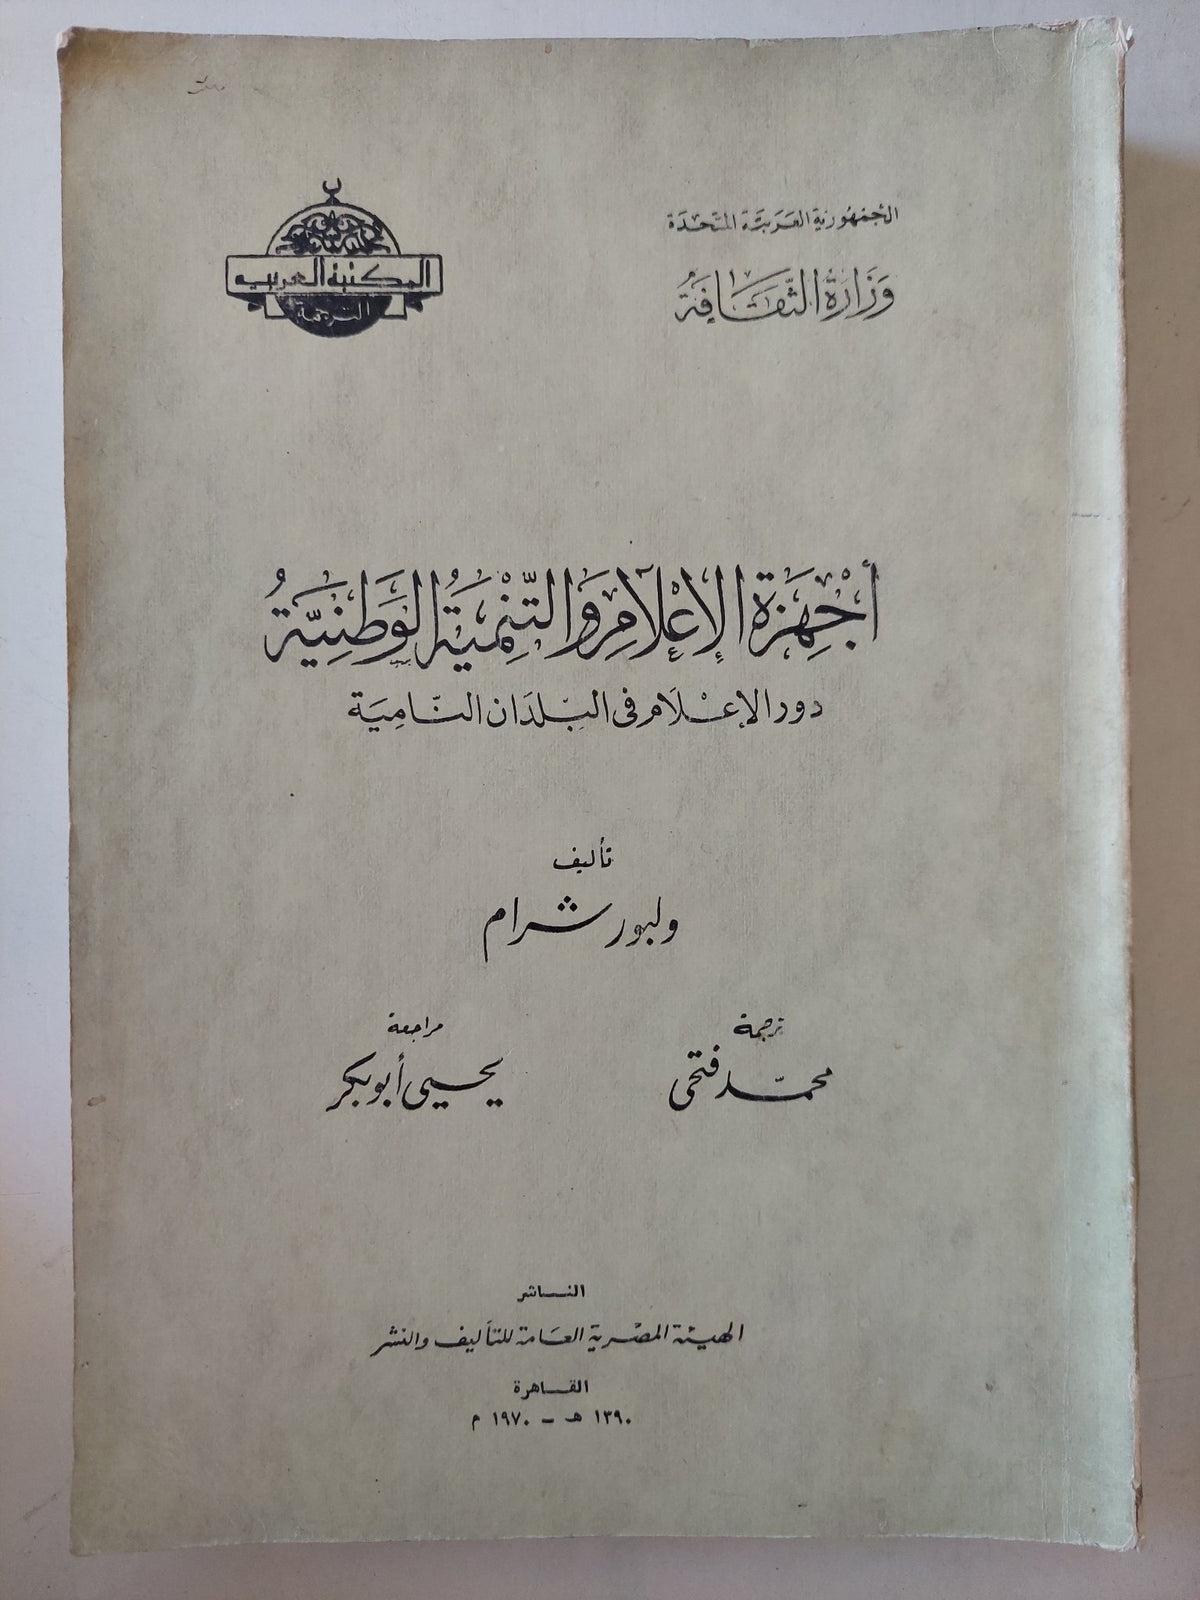 الجمهورية العربية المتحدة
وزارة الثقافة
المكتبة العربية
الترجمة
أجهزة الإعلام والتنمية الوطنية
دور الإعلام في البلدان النامية
تأليف
ولبور شرام
ترجمة
محمد فتحى
مراجعة
يحيى أبو بكر
الناشر
الهيئة المصرية العامة للتأليف والنشر
القاهرة
١٣٩٠ هـ - ١٩٧٠ م